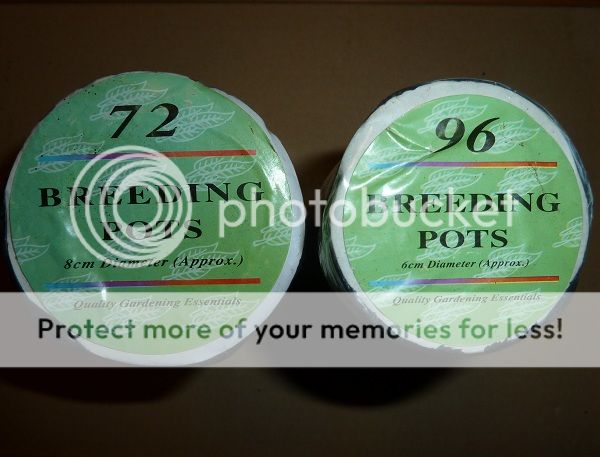 72
BREEDING
POTS
8cm Diameter (Approx.)
Quality Gardening Essentials
96
BREEDING
POTS
6cm Diameter (Approx.)
Quality Gardening Essentials
photobucket
Protect more of your memories for less!